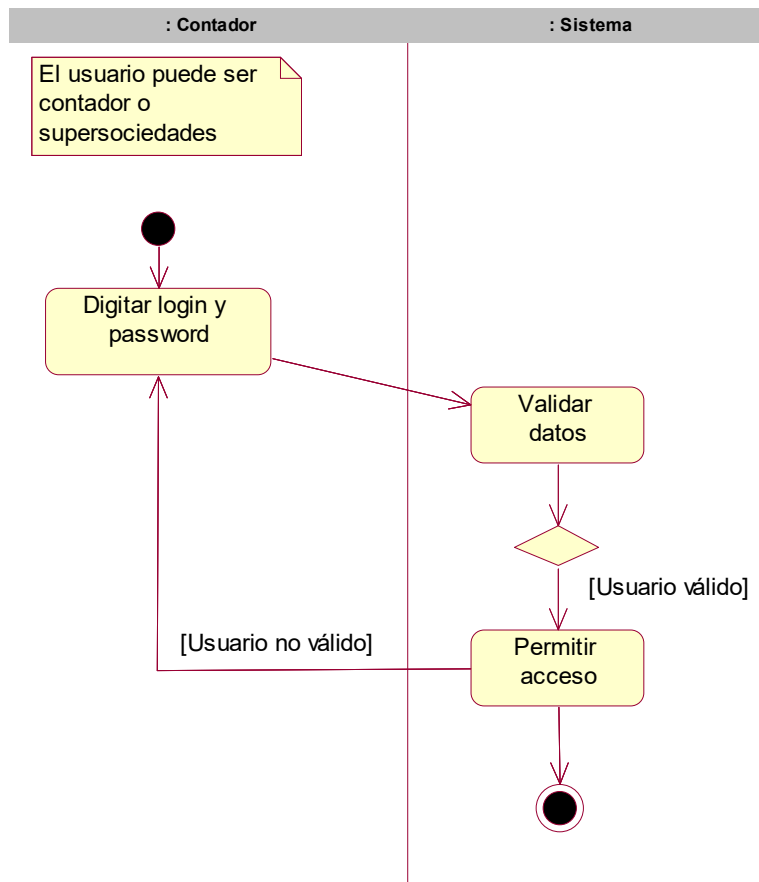 : Contador
: Sistema
El usuario puede ser
contador o
supersociedades
Digitar login y
password
Validar
datos
[Usuario válido]
[Usuario no válido]
Permitir
acceso